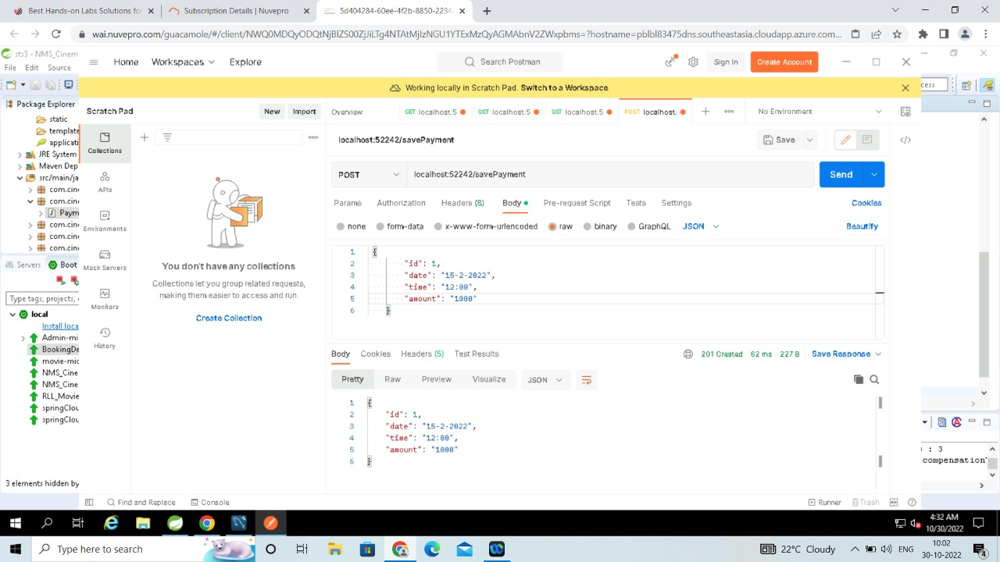 Best Home Labs Solutions for
Scription
Tactiq
5d404284-5ec0-4f2b-8850-2234
wai.nuvepro.com/guacamole/#/client/NWQ0MDQyODQtNjBlZS00ZjJiLTg4NTAtMjIzNGU1YTExMzQyAGMAbnV2ZWxpbms=?hostname=pblbl83475dns.southeastasia.cloudapp.azure.com...
sts3 - NMS_Cinem
File Edit Source
Home Workspaces Explore
Search Postman
Sign In
Create Account
Working locally in Scratch Pad. Switch to a Workspace
cess
Package Explorer
static
template
applicati
JRE System
Maven Dep
src/main/ja
com.cine
com.cine
Paym
com.cine
com.cine
com.cine
Scratch Pad
New Import
Overview
GET localhost:5
GET localhost:5
GET localhost:5
POST localhost:
No Environment
Collections
APIs
Environments
Mock Servers
Monitors
History
You don't have any collections
Collections let you group related requests,
making them easier to access and run.
Create Collection
localhost:52242/savePayment
Save
POST
localhost:52242/savePayment
Send
Params Authorization Headers (8) Body Pre-request Script Tests Settings
Cookies
none form-data x-www-form-urlencoded raw binary GraphQL JSON
Beautify
1 {
2 "id": 1,
3 "date": "15-2-2022",
4 "time": "12:00",
5 "amount": "1000"
6 }
Body Cookies Headers (5) Test Results
201 Created 62 ms 227 B Save Response
Pretty Raw Preview Visualize JSON
1 {
2 "id": 1,
3 "date": "15-2-2022",
4 "time": "12:00",
5 "amount": "1000"
6 }
Servers Boot
Type tags, projects,
local
Install loca
Admin-mi
BookingDe
movie-mic
NMS_Cine
NMS_Cine
RLL_Movie
springClou
springClou
3 elements hidden by
: 3
compensation
Find and Replace Console
Runner Trash
4:32 AM
10/30/2022
Type here to search
22°C Cloudy
ENG
10:02
30-10-2022
4